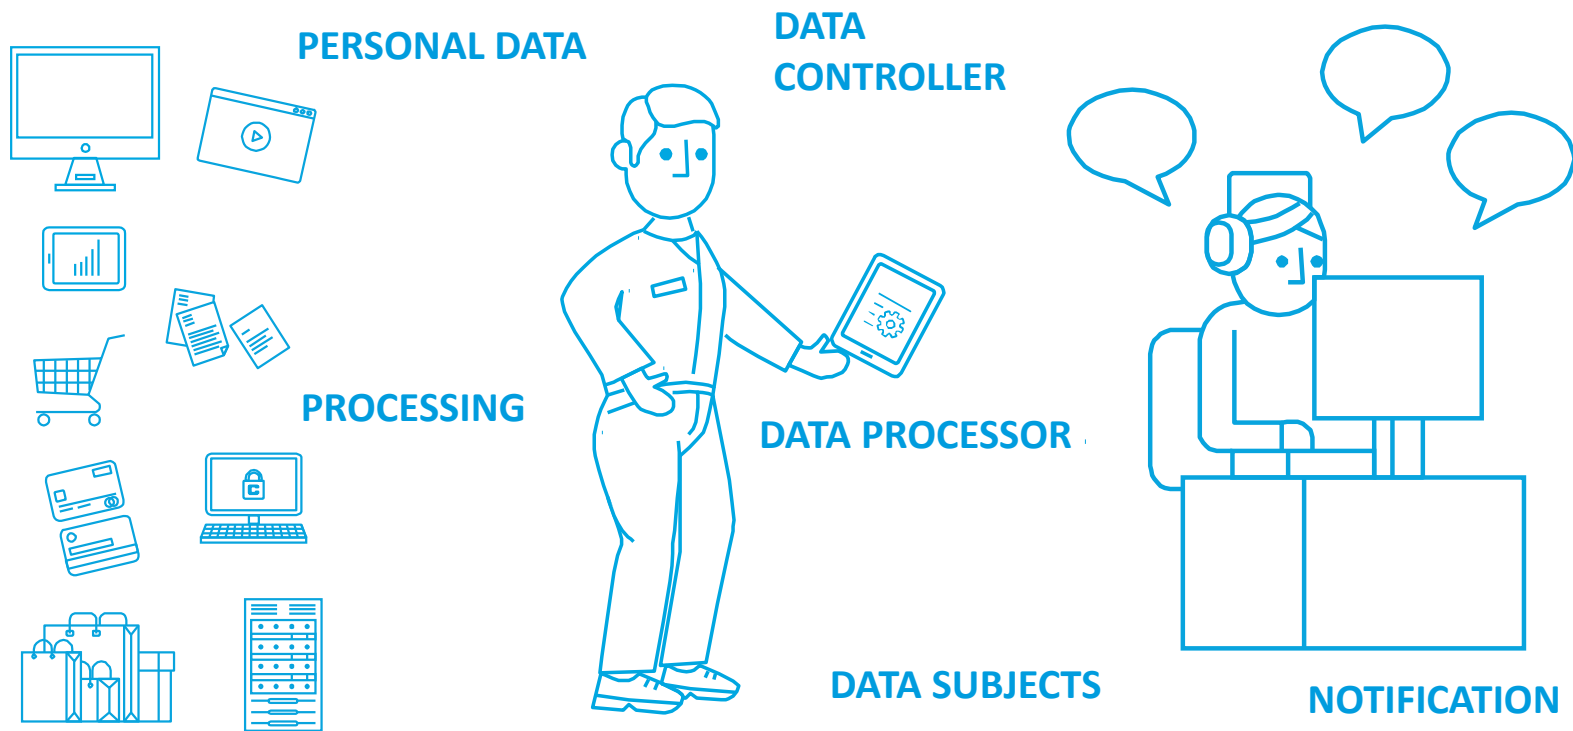 PERSONAL DATA
DATA
CONTROLLER
PROCESSING
DATA PROCESSOR
DATA SUBJECTS
NOTIFICATION